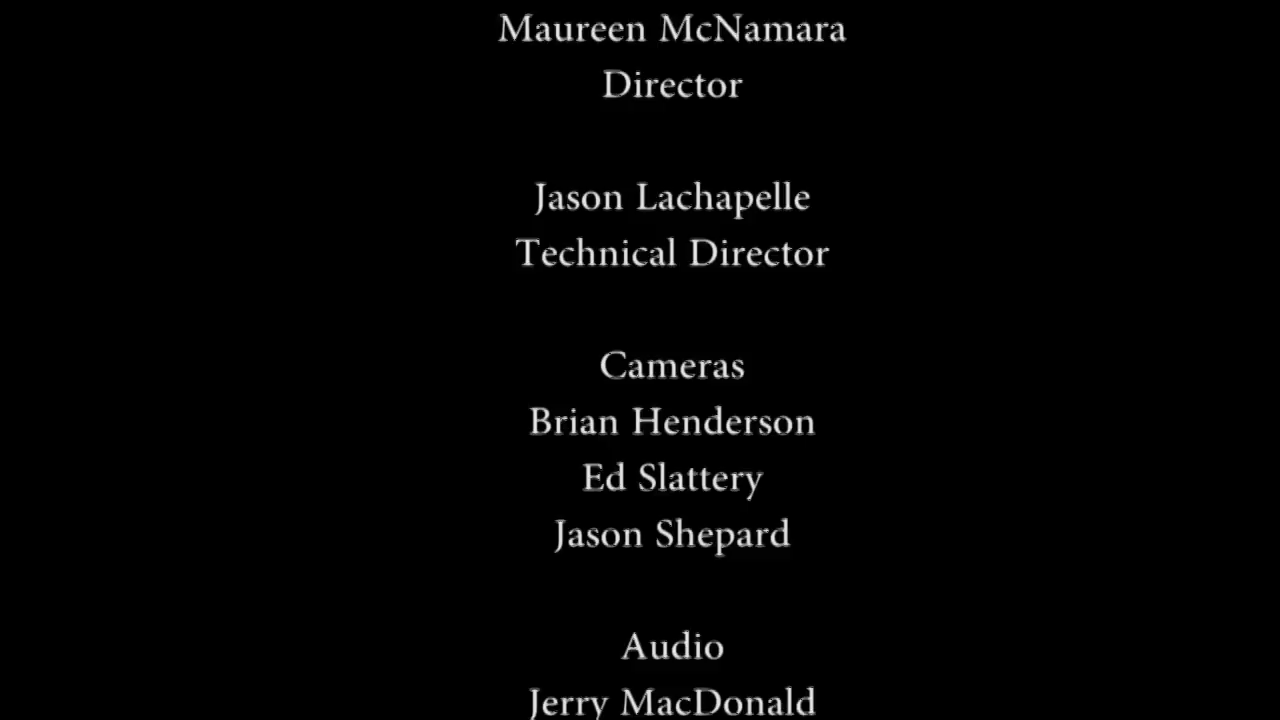 Maureen McNamara
Director
Jason Lachapelle
Technical Director
Cameras
Brian Henderson
Ed Slattery
Jason Shepard
Audio
Jerry MacDonald